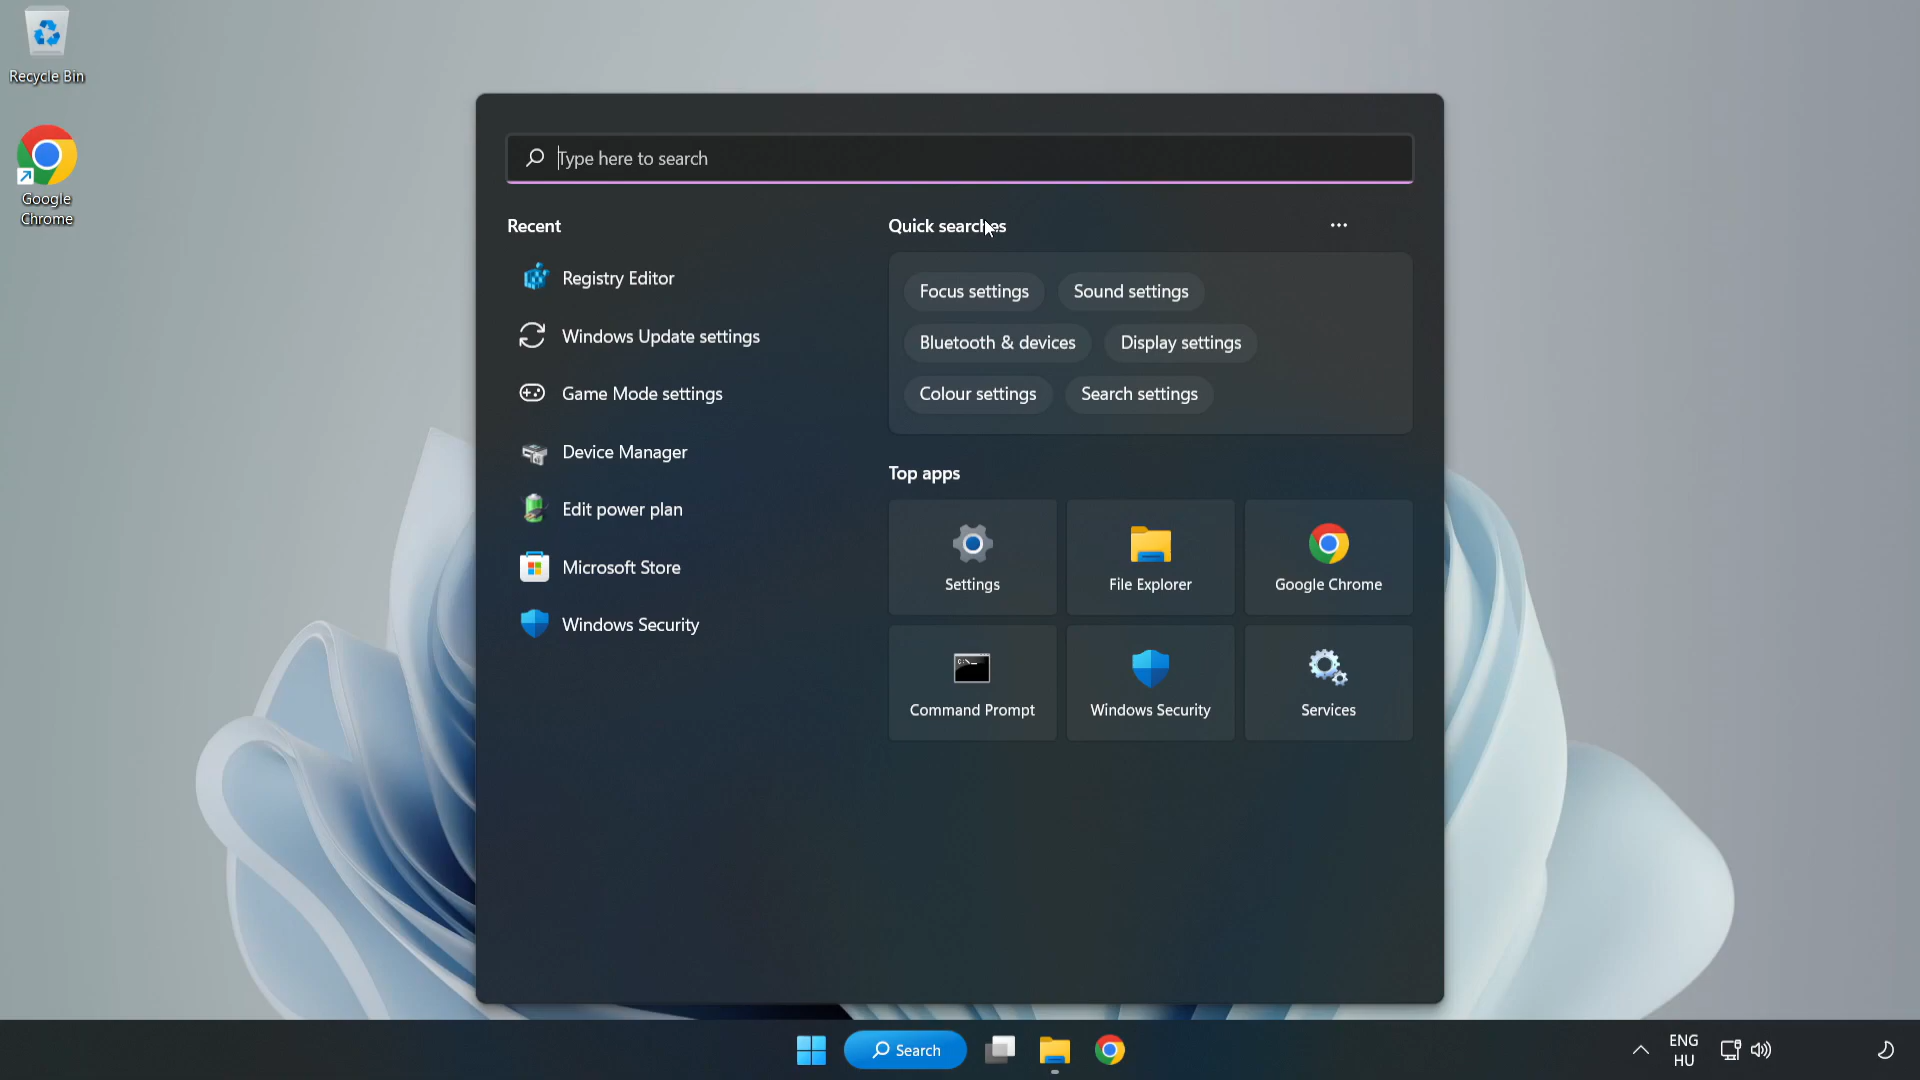 Recycle Bin
Google
Chrome
Type here to search
Recent
Registry Editor
Windows Update settings
Game Mode settings
Device Manager
Edit power plan
Microsoft Store
Windows Security
Quick searches
Focus settings
Sound settings
Bluetooth & devices
Display settings
Colour settings
Search settings
Top apps
Settings
File Explorer
Google Chrome
Command Prompt
Windows Security
Services
Search
ENG
HU